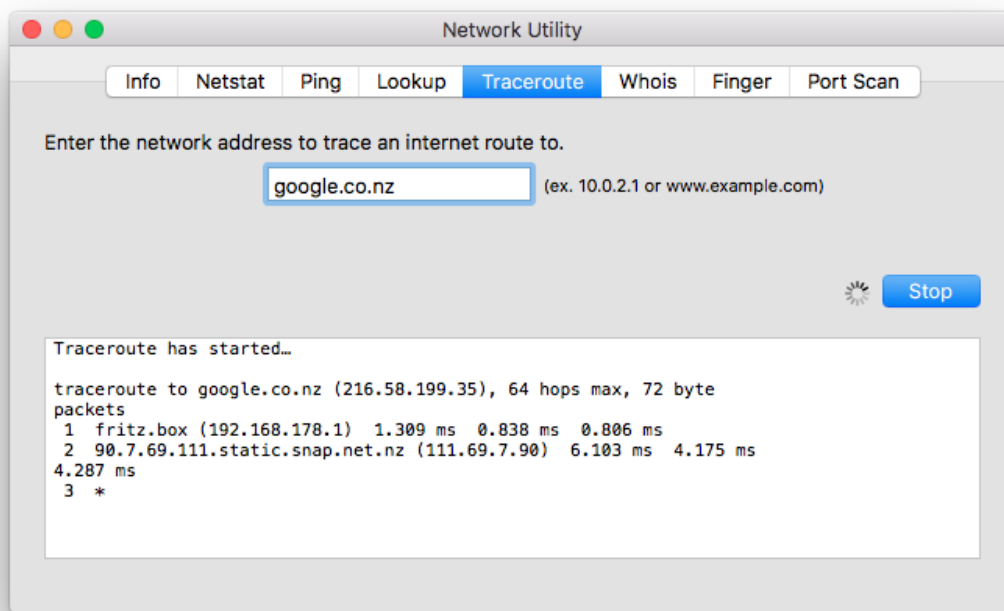 Network Utility
Info Netstat Ping Lookup Traceroute Whois Finger Port Scan
Enter the network address to trace an internet route to.
google.co.nz (ex. 10.0.2.1 or www.example.com)
Stop
Traceroute has started…
traceroute to google.co.nz (216.58.199.35), 64 hops max, 72 byte
packets
1 fritz.box (192.168.178.1) 1.309 ms 0.838 ms 0.806 ms
2 90.7.69.111.static.snap.net.nz (111.69.7.90) 6.103 ms 4.175 ms
4.287 ms
3 *